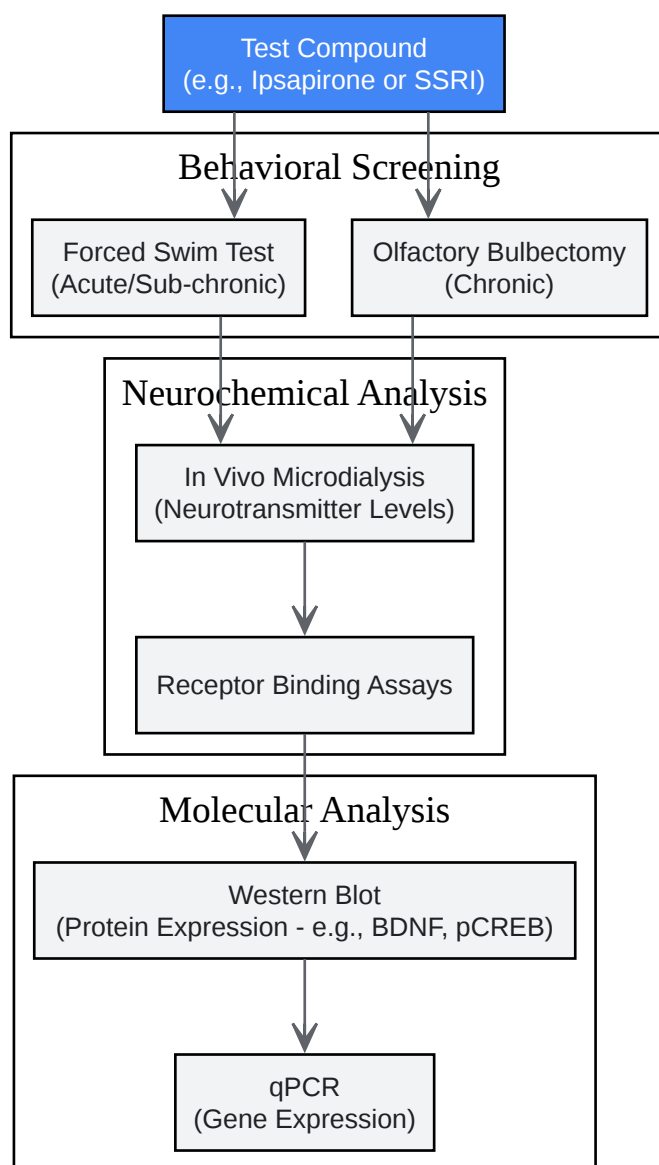 Test Compound
(e.g., Ipsapirone or SSRI)
Behavioral Screening
Forced Swim Test
(Acute/Sub-chronic)
Olfactory Bulbectomy
(Chronic)
Neurochemical Analysis
In Vivo Microdialysis
(Neurotransmitter Levels)
Receptor Binding Assays
Molecular Analysis
Western Blot
(Protein Expression - e.g., BDNF, pCREB)
qPCR
(Gene Expression)